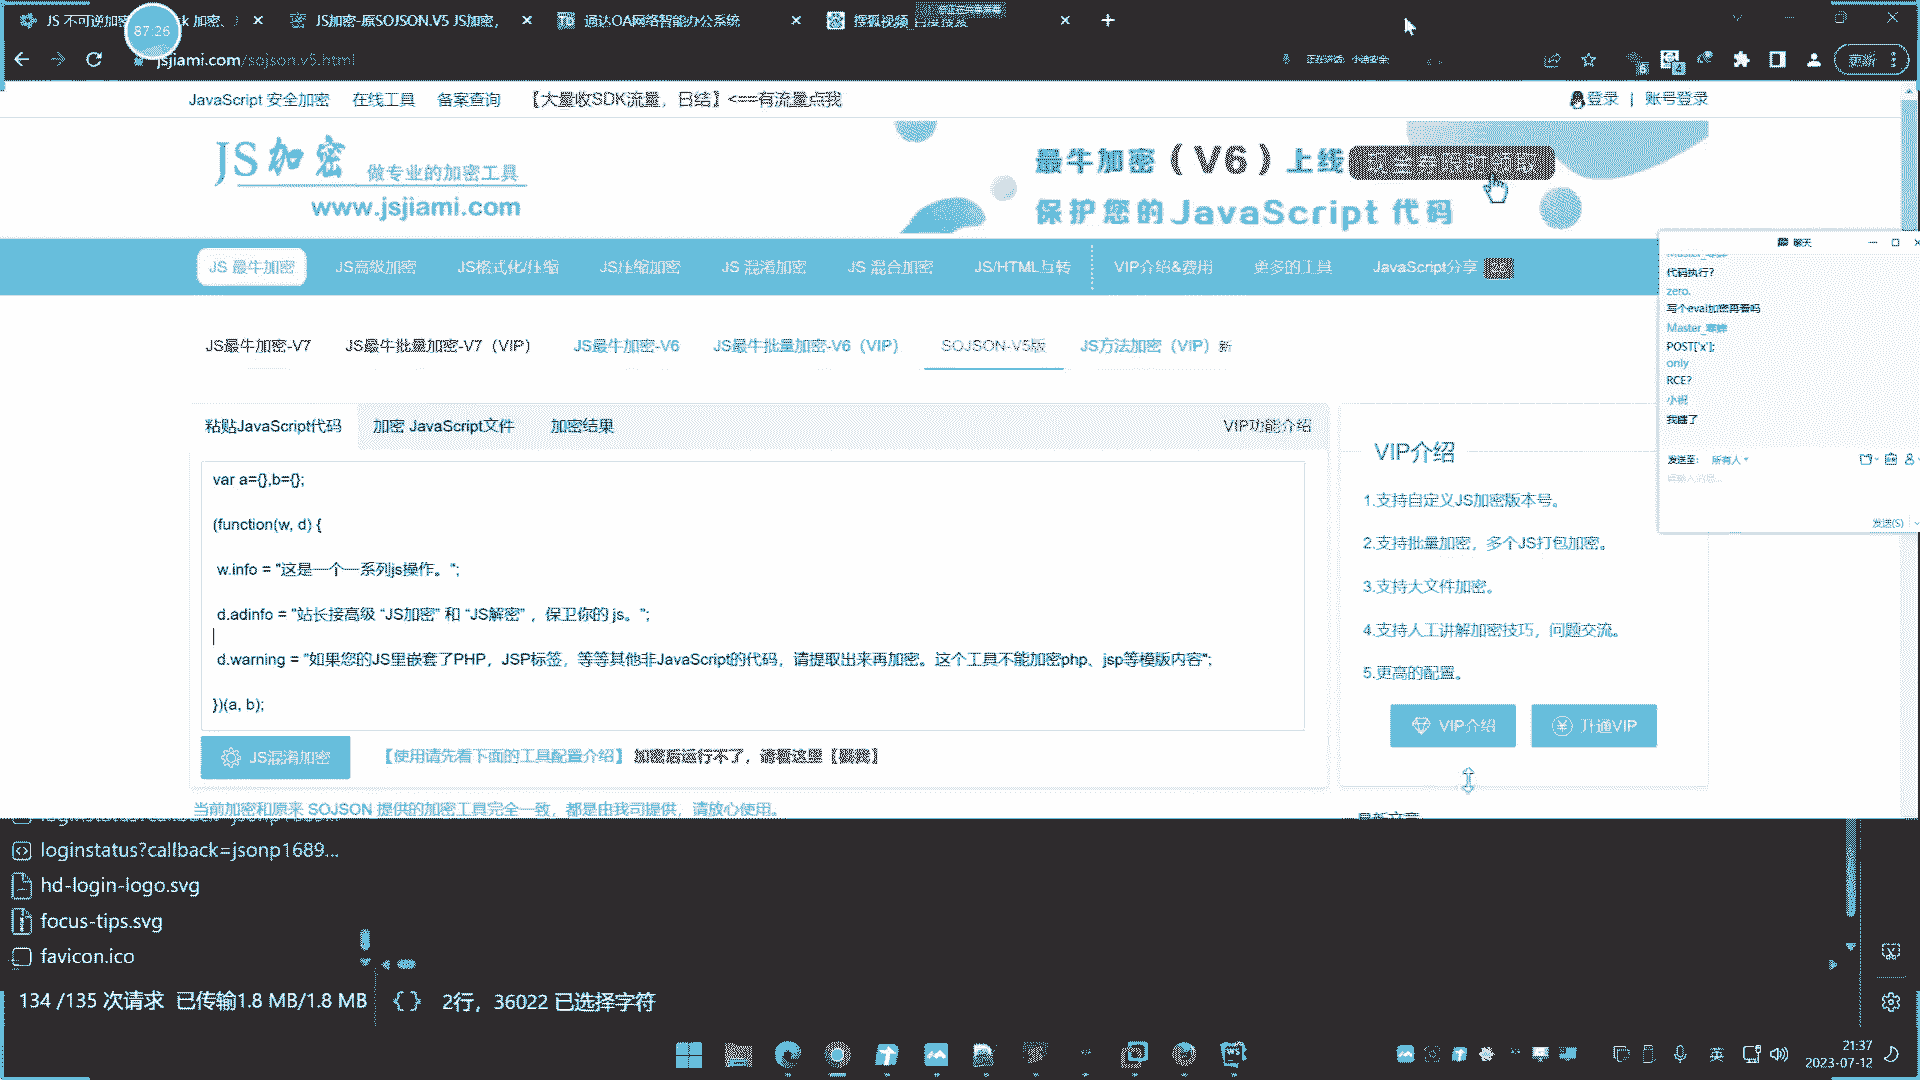 JS 不可逆加密
sk 加密、
JS加密-原SOJSON.V5 JS加密,
通达OA网络智能办公系统
搜狐视频_百度搜索
87:26
jsjiami.com/sojson.v5.html
更新
JavaScript 安全加密 在线工具 备案查询 【大量收SDK流量，日结】<==有流量点我
登录 | 账号登录
JS加密 做专业的加密工具
www.jsjiami.com
最牛加密（V6）上线
保护您的 JavaScript 代码
JS 最牛加密 JS高级加密 JS格式化/压缩 JS压缩加密 JS 混淆加密 JS 混合加密 JS/HTML互转 VIP介绍&费用 更多的工具 JavaScript分享
JS最牛加密-V7 JS最牛批量加密-V7（VIP） JS最牛加密-V6 JS最牛批量加密-V6（VIP） SOJSON-V5版 JS方法加密（VIP）新
粘贴JavaScript代码 加密 JavaScript文件 加密结果 VIP功能介绍
var a={},b={};
(function(w, d) {
w.info = "这是一个一系列js操作。";
d.adinfo = "站长接高级 “JS加密” 和 “JS解密” ，保卫你的 js。";
d.warning = "如果您的JS里嵌套了PHP，JSP标签，等等其他非JavaScript的代码，请提取出来再加密。这个工具不能加密php、jsp等模版内容";
})(a, b);
JS混淆加密 【使用请先看下面的工具配置介绍】
当前加密和原来 SOJSON 提供的加密工具完全一致，都是由我司提供，请放心使用。
VIP介绍
1.支持自定义JS加密版本号。
2.支持批量加密，多个JS打包加密。
3.支持大文件加密。
4.支持人工讲解加密技巧，问题交流。
5.更高的配置。
VIP介绍 开通VIP
最新文章
聊天
代码执行?
zero.
写个eval加密再看吗
POST['x'];
only
RCE?
小祝
我瞎了
发送至: 所有人
请输入消息...
发送(S)
loginstatus?callback=jsonp1689...
hd-login-logo.svg
focus-tips.svg
favicon.ico
134 /135 次请求 已传输1.8 MB/1.8 MB
{ } 2行，36022 已选择字符
英
21:37
2023-07-12